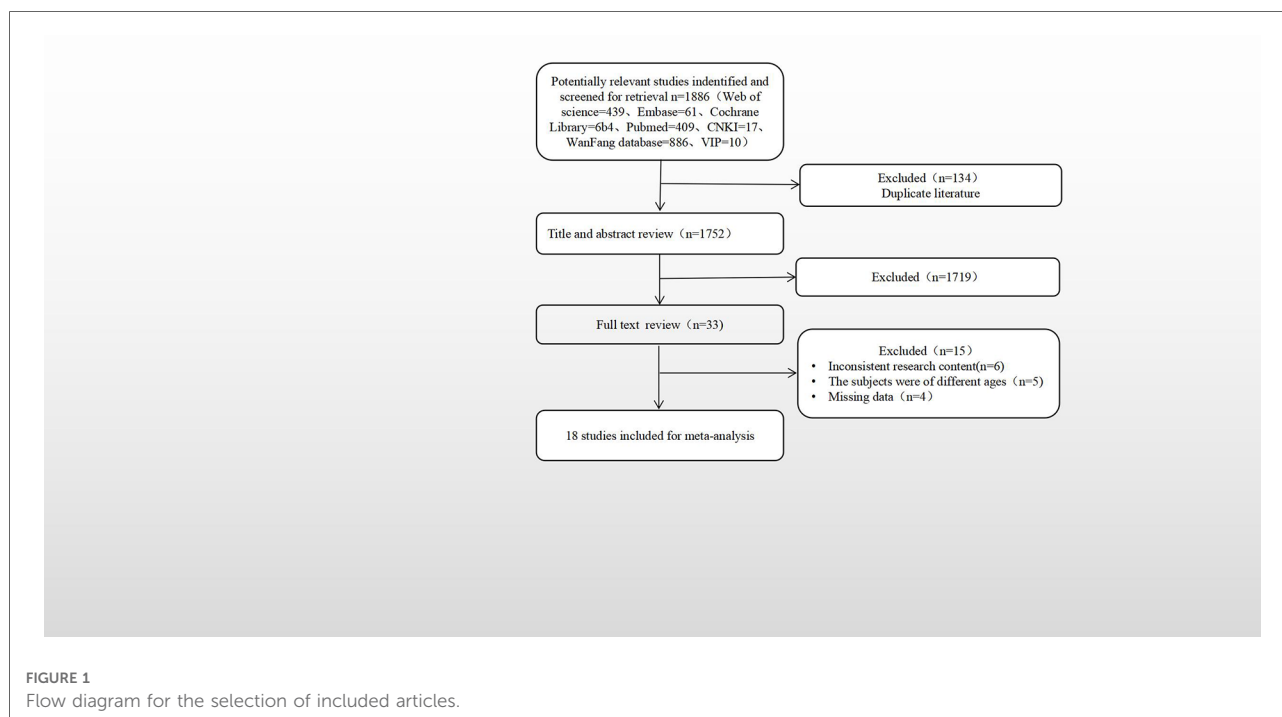 Potentially relevant studies indentified and
screened for retrieval n=1886（Web of
science=439、Embase=61、Cochrane
Library=6b4、Pubmed=409、CNKI=17、
WanFang database=886、VIP=10）
Excluded（n=134）
Duplicate literature
Title and abstract review（n=1752）
Excluded（n=1719）
Full text review（n=33)
Excluded（n=15）
• Inconsistent research content(n=6)
• The subjects were of different ages（n=5）
• Missing data（n=4）
18 studies included for meta-analysis
FIGURE 1
Flow diagram for the selection of included articles.